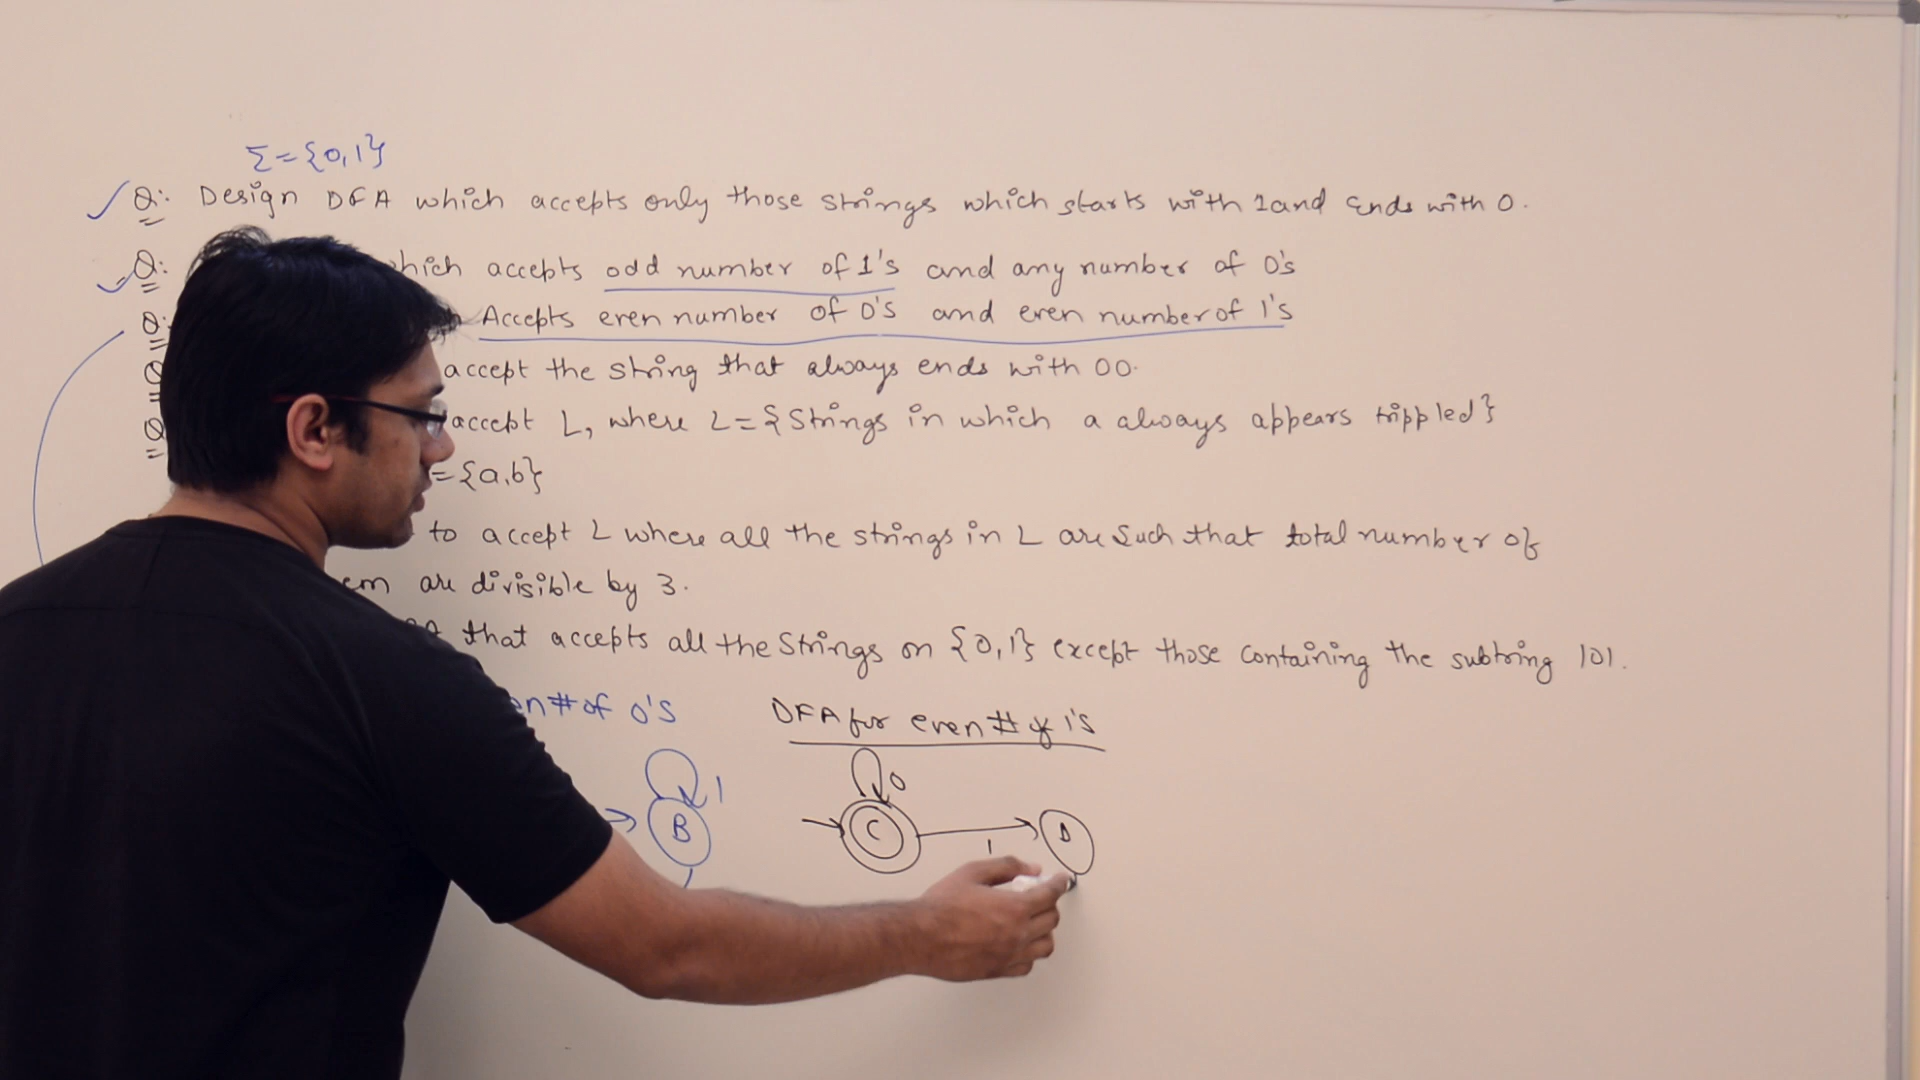 Σ={0,1}
Q: Design DFA which accepts only those strings which starts with 1 and Ends with 0.
Q: which accepts odd number of 1's and any number of 0's
Q: Accepts even number of 0's and even number of 1's
Q accept the string that always ends with 00.
Q accept L, where L={Strings in which a always appears trippled}
={a,b}
to accept L where all the strings in L are Such that total number of
are divisible by 3.
that accepts all the Strings on {0,1} except those containing the substring 101.
en # of 0's DFA for even # of 1's
1 0
B C D
1